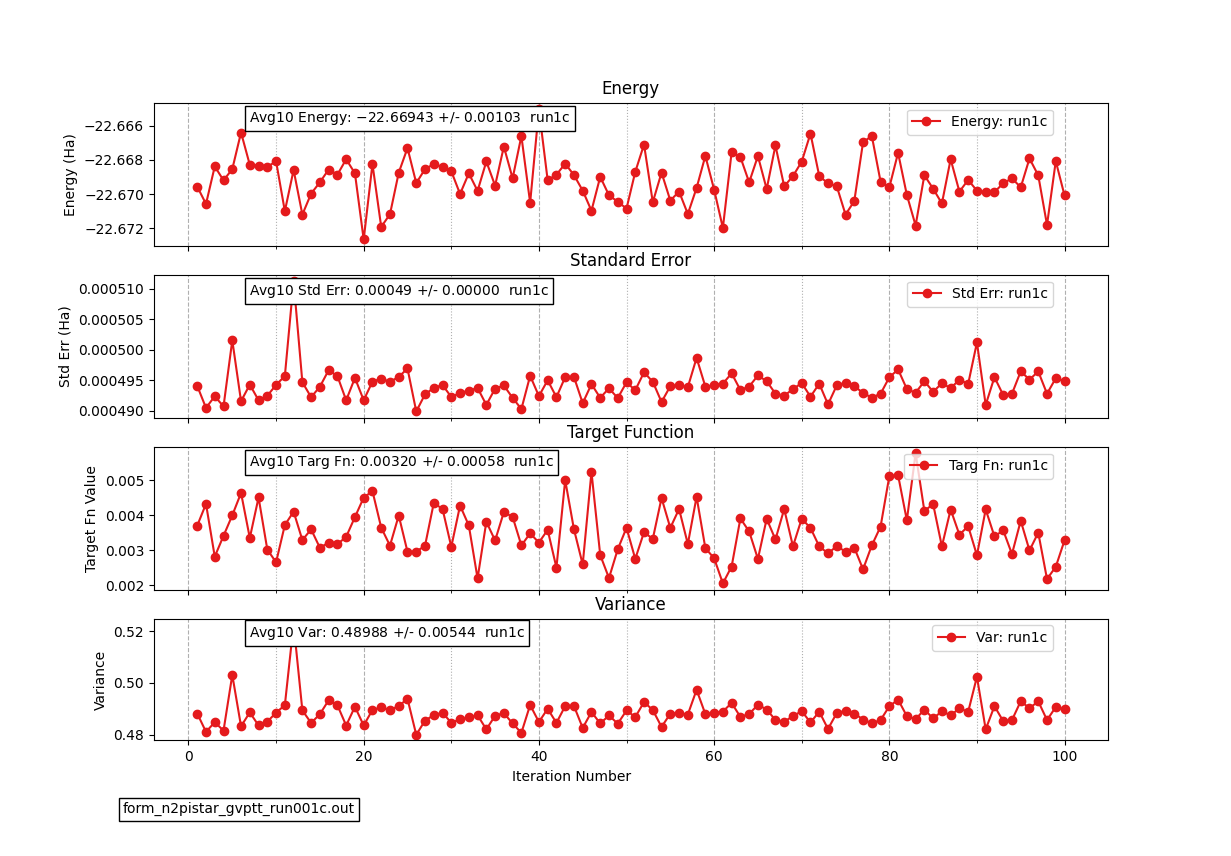 Energy
Avg10 Energy: −22.66943 +/- 0.00103  run1c
Energy: run1c
Energy (Ha)
−22.666
−22.668
−22.670
−22.672
Standard Error
Avg10 Std Err: 0.00049 +/- 0.00000  run1c
Std Err: run1c
Std Err (Ha)
0.000510
0.000505
0.000500
0.000495
0.000490
Target Function
Avg10 Targ Fn: 0.00320 +/- 0.00058  run1c
Targ Fn: run1c
Target Fn Value
0.005
0.004
0.003
0.002
Variance
Avg10 Var: 0.48988 +/- 0.00544  run1c
Var: run1c
Variance
0.52
0.50
0.48
0 20 40 60 80 100
Iteration Number
form_n2pistar_gvptt_run001c.out